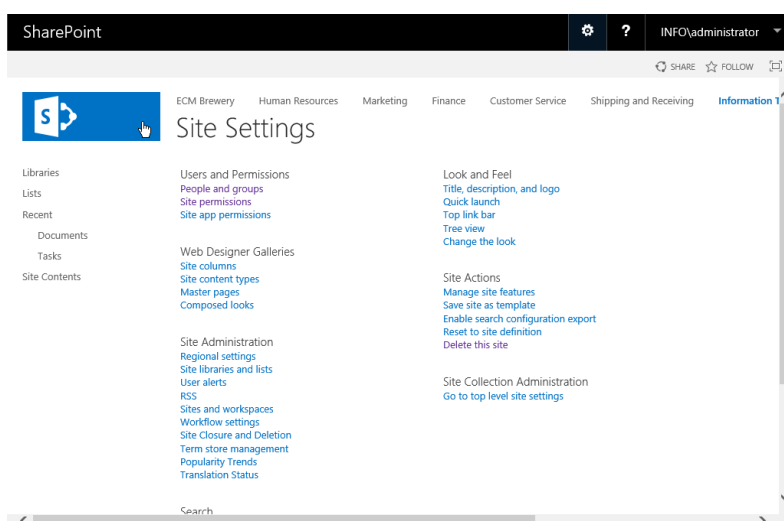 SharePoint
? INFO\administrator
SHARE FOLLOW
S
ECM Brewery Human Resources Marketing Finance Customer Service Shipping and Receiving Information
Site Settings
Libraries
Lists
Recent
Documents
Tasks
Site Contents
Users and Permissions
People and groups
Site permissions
Site app permissions
Web Designer Galleries
Site columns
Site content types
Master pages
Composed looks
Site Administration
Regional settings
Site libraries and lists
User alerts
RSS
Sites and workspaces
Workflow settings
Site Closure and Deletion
Term store management
Popularity Trends
Translation Status
Search
Look and Feel
Title, description, and logo
Quick launch
Top link bar
Tree view
Change the look
Site Actions
Manage site features
Save site as template
Enable search configuration export
Reset to site definition
Delete this site
Site Collection Administration
Go to top level site settings